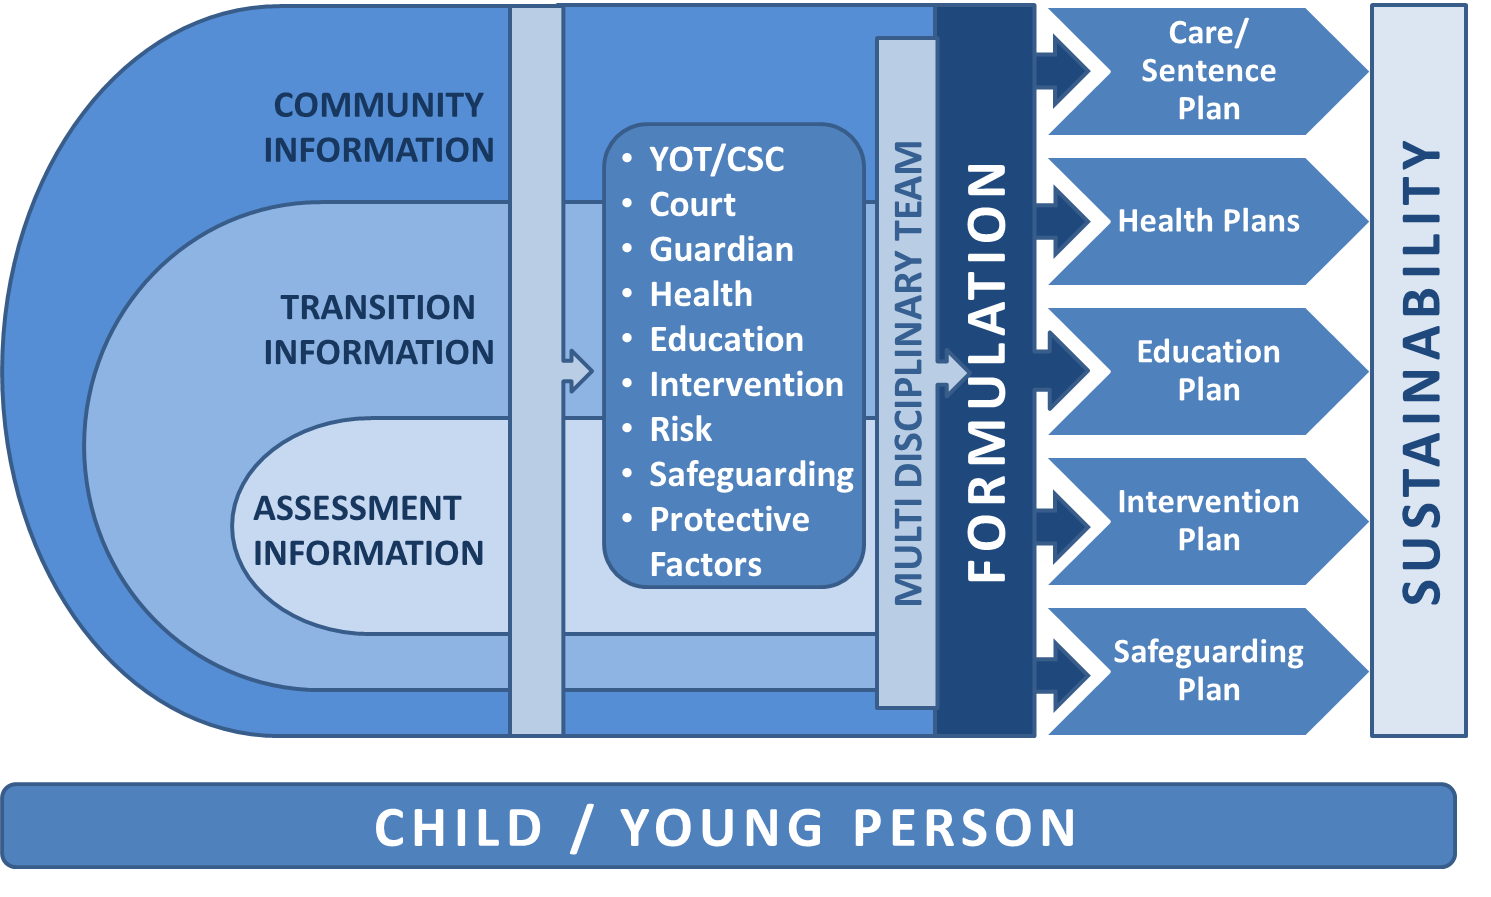 COMMUNITY
INFORMATION
TRANSITION
INFORMATION
ASSESSMENT
INFORMATION
• YOT/CSC
• Court
• Guardian
• Health
• Education
• Intervention
• Risk
• Safeguarding
• Protective
Factors
MULTI DISCIPLINARY TEAM
FORMULATION
Care/
Sentence
Plan
Health Plans
Education
Plan
Intervention
Plan
Safeguarding
Plan
SUSTAINABILITY
CHILD / YOUNG PERSON